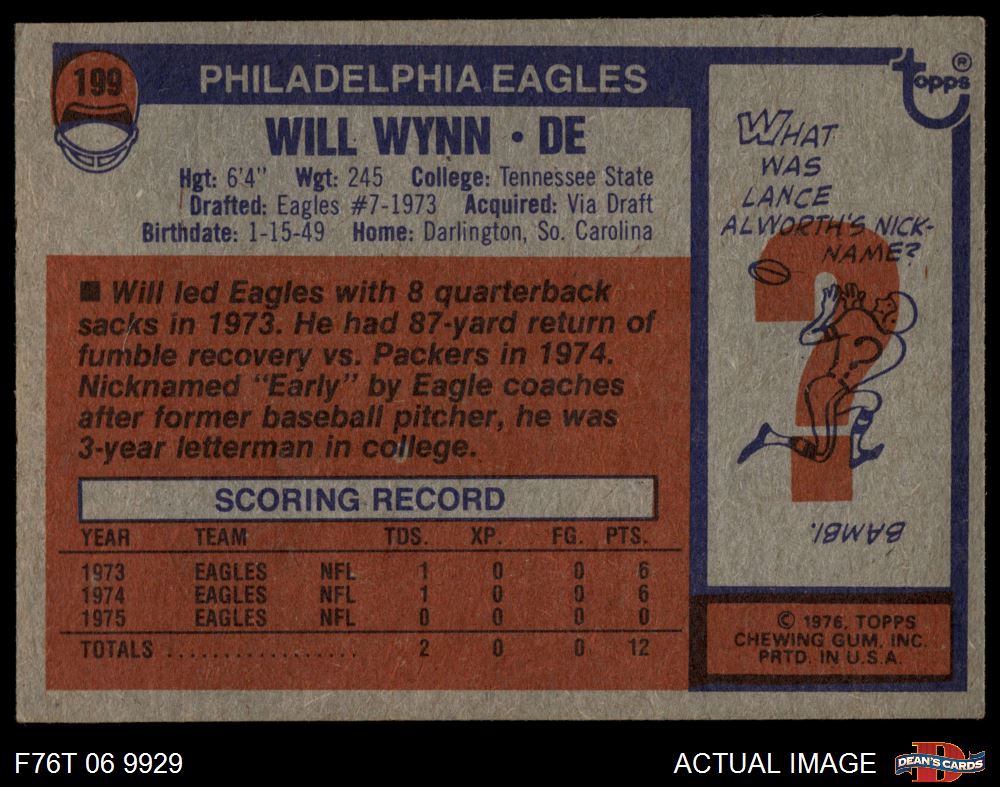 199
PHILADELPHIA EAGLES
WILL WYNN • DE
Hgt: 6'4" Wgt: 245 College: Tennessee State
Drafted: Eagles #7-1973 Acquired: Via Draft
Birthdate: 1-15-49 Home: Darlington, So. Carolina
■ Will led Eagles with 8 quarterback
sacks in 1973. He had 87-yard return of
fumble recovery vs. Packers in 1974.
Nicknamed "Early" by Eagle coaches
after former baseball pitcher, he was
3-year letterman in college.
SCORING RECORD
YEAR TEAM TDS. XP. FG. PTS.
1973 EAGLES NFL 1 0 0 6
1974 EAGLES NFL 1 0 0 6
1975 EAGLES NFL 0 0 0 0
TOTALS .................. 2 0 0 12
topps ®
WHAT
WAS
LANCE
ALWORTH'S NICK-
NAME?
?
?
BAMBI.
© 1976. TOPPS
CHEWING GUM, INC.
PRTD. IN U.S.A.
F76T 06 9929
ACTUAL IMAGE
D
DEAN'S CARDS